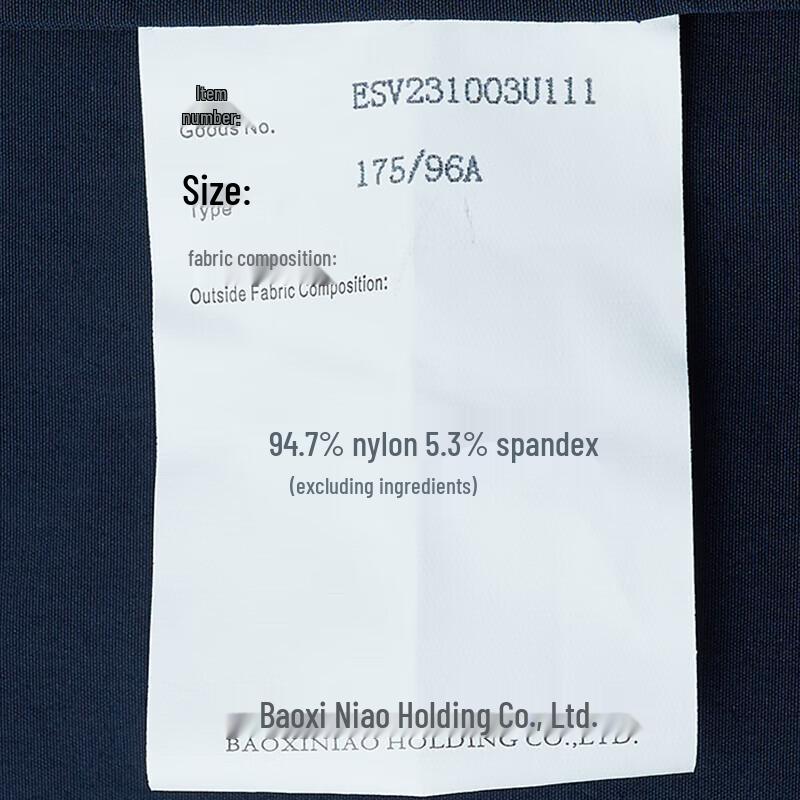 Item
number:
Goods No.
ESV231003U111
Size:
Type
175/96A
fabric composition:
Outside Fabric Composition:
94.7% nylon 5.3% spandex
(excluding ingredients)
Baoxi Niao Holding Co., Ltd.
BAOXINIAO HOLDING CO.,LTD.